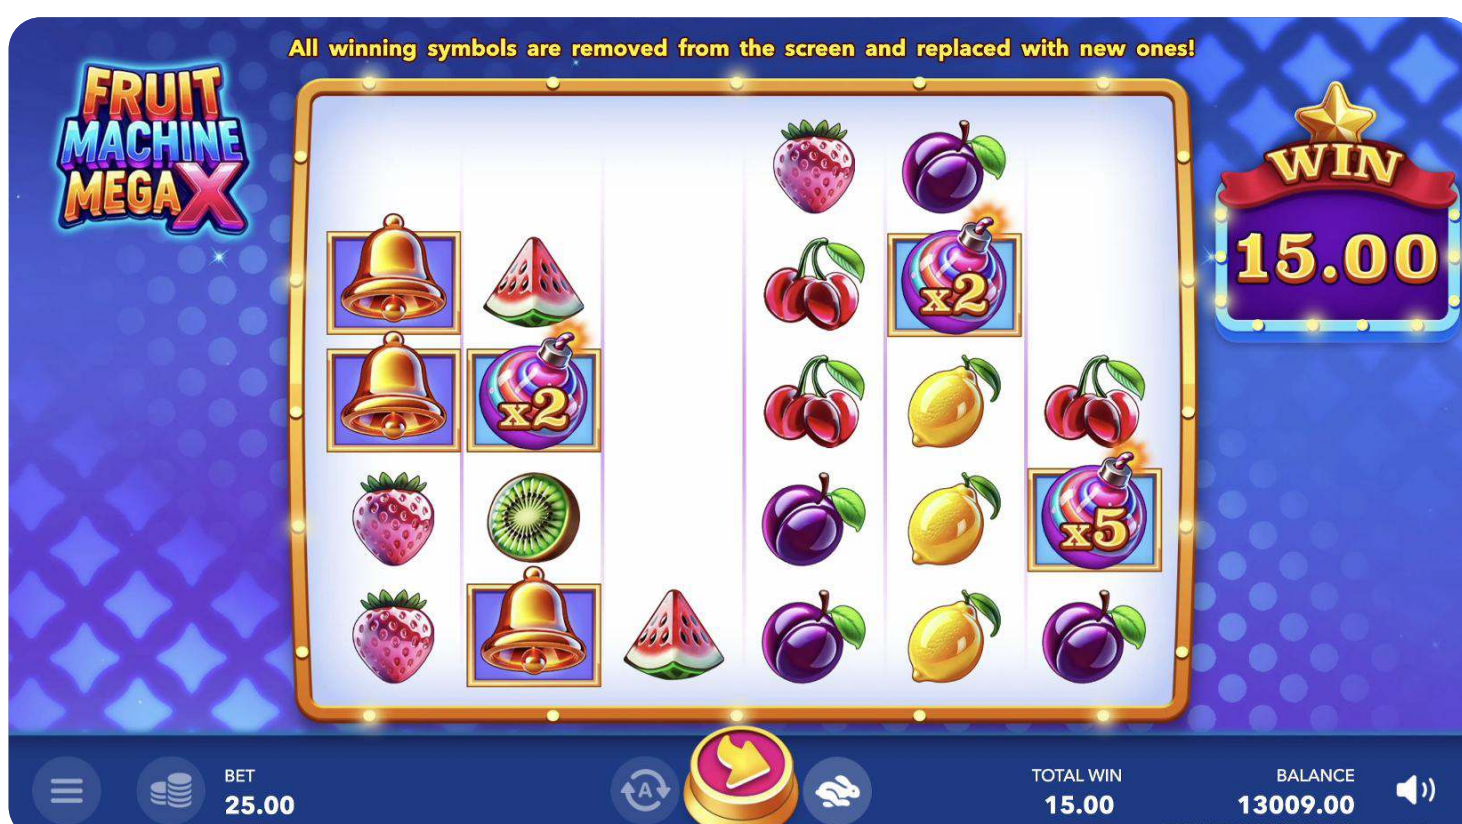 All winning symbols are removed from the screen and replaced with new ones!
FRUIT
MACHINE
MEGA X
WIN
15.00
x2
x2
x5
BET
25.00
A
TOTAL WIN
15.00
BALANCE
13009.00